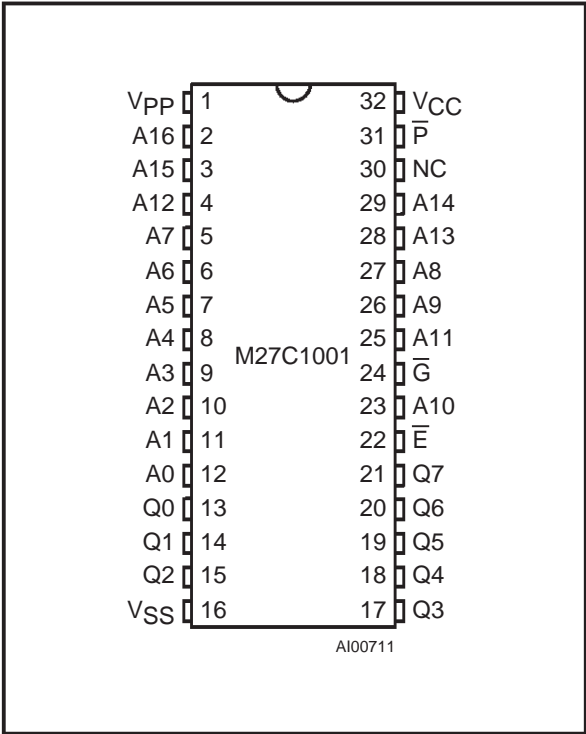 VPP 1 32 VCC
A16 2 31 P̅
A15 3 30 NC
A12 4 29 A14
A7 5 28 A13
A6 6 27 A8
A5 7 26 A9
A4 8 25 A11
M27C1001
A3 9 24 G̅
A2 10 23 A10
A1 11 22 E̅
A0 12 21 Q7
Q0 13 20 Q6
Q1 14 19 Q5
Q2 15 18 Q4
VSS 16 17 Q3
AI00711